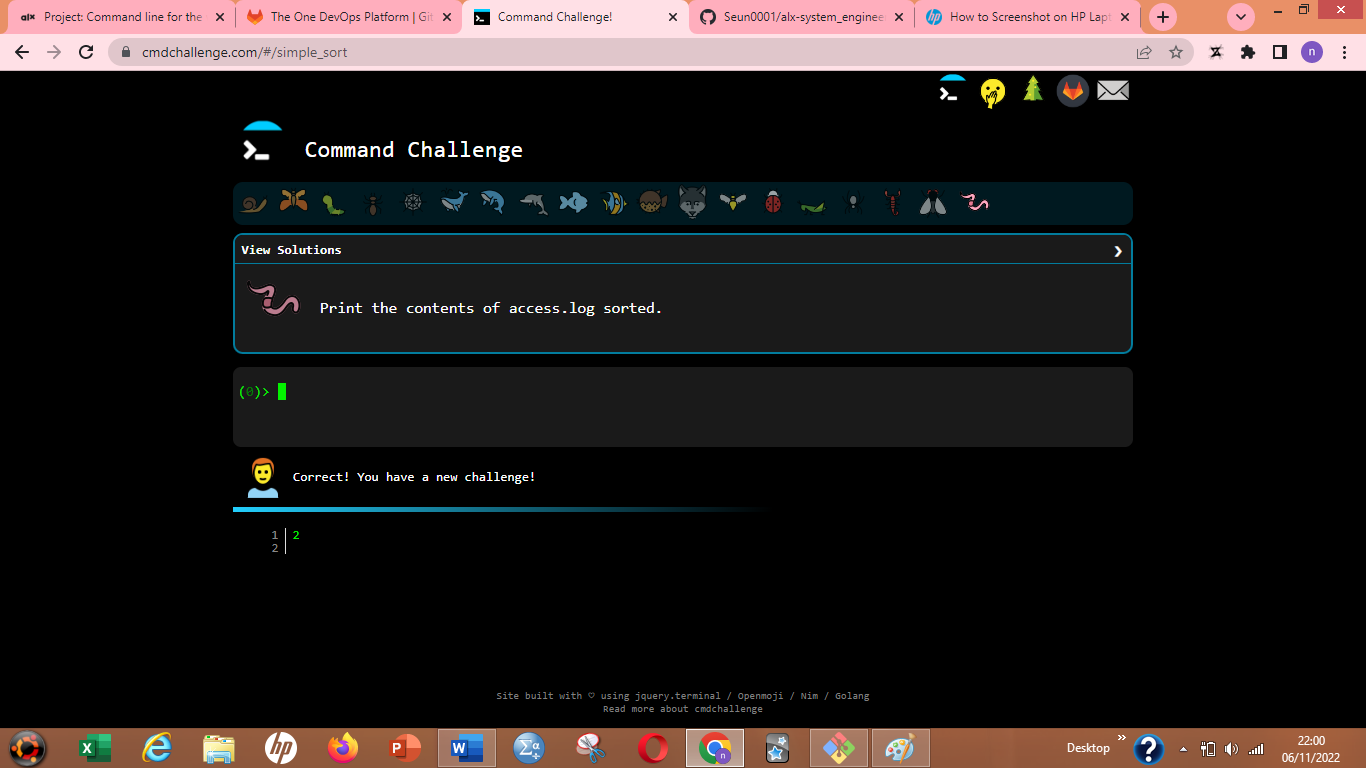 alx Project: Command line for the
The One DevOps Platform | Git
Command Challenge!
Seun0001/alx-system_enginee
How to Screenshot on HP Lapt
cmdchallenge.com/#/simple_sort
n
Command Challenge
View Solutions
Print the contents of access.log sorted.
(0)>
Correct! You have a new challenge!
1 2
2
Site built with ♡ using jquery.terminal / Openmoji / Nim / Golang
Read more about cmdchallenge
Desktop
22:00
06/11/2022